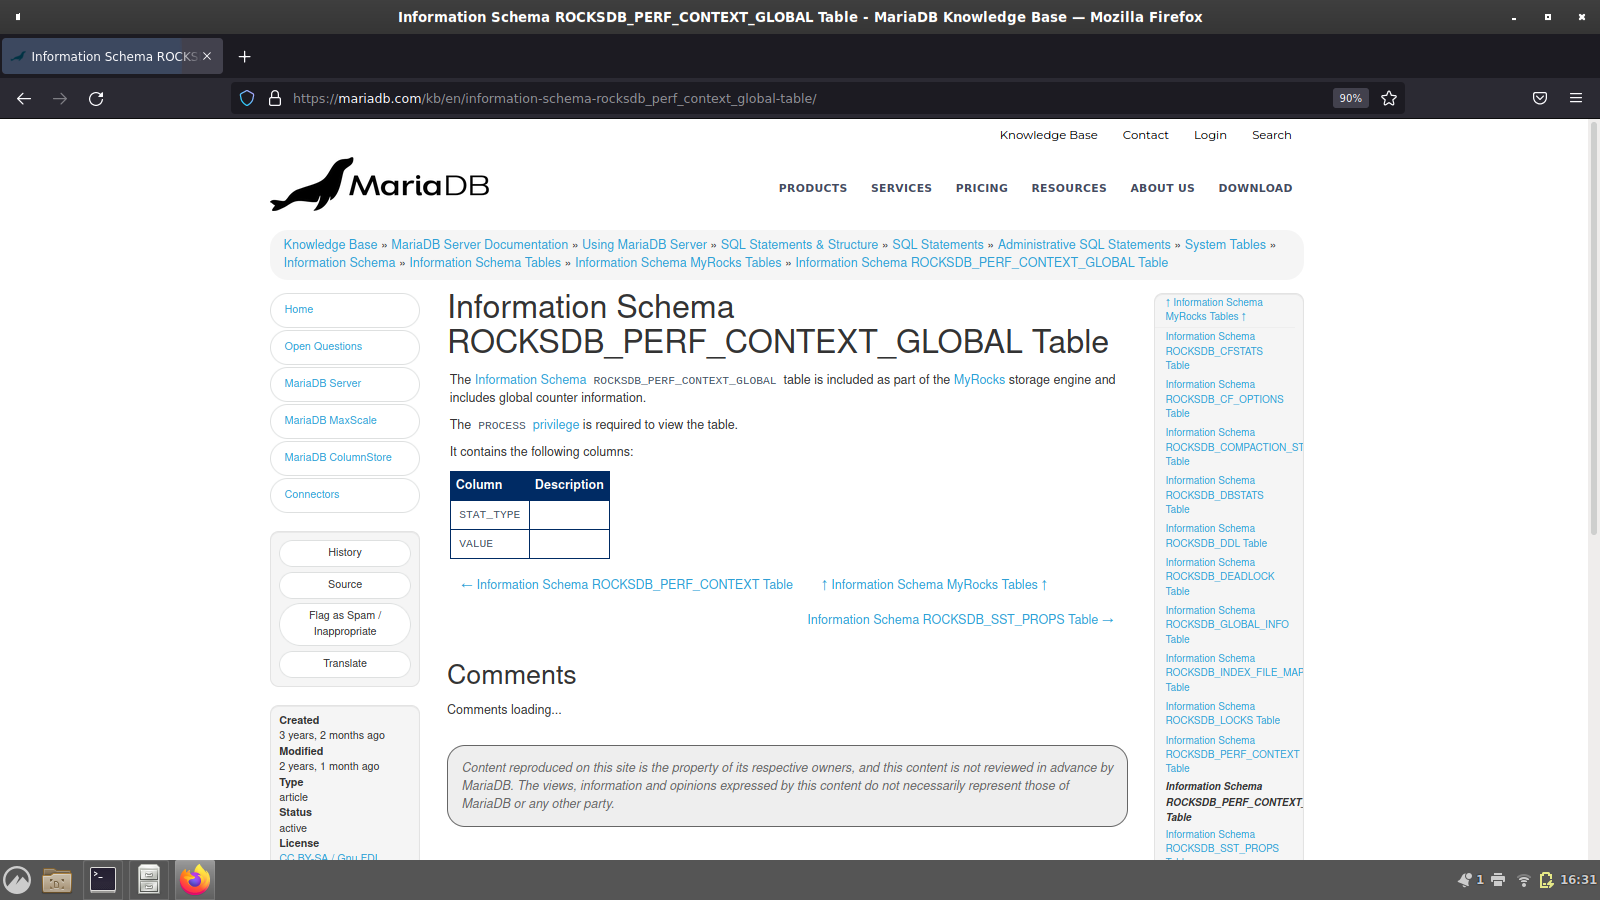 Information Schema ROCKSDB_PERF_CONTEXT_GLOBAL Table - MariaDB Knowledge Base — Mozilla Firefox
Information Schema ROCKS
https://mariadb.com/kb/en/information-schema-rocksdb_perf_context_global-table/
90%
Knowledge Base Contact Login Search
MariaDB
PRODUCTS SERVICES PRICING RESOURCES ABOUT US DOWNLOAD
Knowledge Base » MariaDB Server Documentation » Using MariaDB Server » SQL Statements & Structure » SQL Statements » Administrative SQL Statements » System Tables »
Information Schema » Information Schema Tables » Information Schema MyRocks Tables » Information Schema ROCKSDB_PERF_CONTEXT_GLOBAL Table
Home
Open Questions
MariaDB Server
MariaDB MaxScale
MariaDB ColumnStore
Connectors
History
Source
Flag as Spam /
Inappropriate
Translate
Created
3 years, 2 months ago
Modified
2 years, 1 month ago
Type
article
Status
active
License
CC BY-SA / Gnu FDL
Information Schema
ROCKSDB_PERF_CONTEXT_GLOBAL Table
The Information Schema ROCKSDB_PERF_CONTEXT_GLOBAL table is included as part of the MyRocks storage engine and
includes global counter information.
The PROCESS privilege is required to view the table.
It contains the following columns:
Column Description
STAT_TYPE
VALUE
← Information Schema ROCKSDB_PERF_CONTEXT Table ↑ Information Schema MyRocks Tables ↑
Information Schema ROCKSDB_SST_PROPS Table →
Comments
Comments loading...
Content reproduced on this site is the property of its respective owners, and this content is not reviewed in advance by
MariaDB. The views, information and opinions expressed by this content do not necessarily represent those of
MariaDB or any other party.
↑ Information Schema
MyRocks Tables ↑
Information Schema
ROCKSDB_CFSTATS
Table
Information Schema
ROCKSDB_CF_OPTIONS
Table
Information Schema
ROCKSDB_COMPACTION_ST
Table
Information Schema
ROCKSDB_DBSTATS
Table
Information Schema
ROCKSDB_DDL Table
Information Schema
ROCKSDB_DEADLOCK
Table
Information Schema
ROCKSDB_GLOBAL_INFO
Table
Information Schema
ROCKSDB_INDEX_FILE_MAP
Table
Information Schema
ROCKSDB_LOCKS Table
Information Schema
ROCKSDB_PERF_CONTEXT
Table
Information Schema
ROCKSDB_PERF_CONTEXT_
Table
Information Schema
ROCKSDB_SST_PROPS
1
16:31